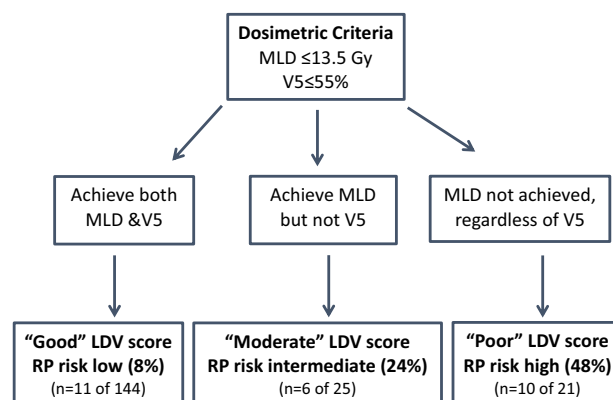 Dosimetric Criteria
MLD ≤13.5 Gy
V5≤55%
Achieve both
MLD &V5
Achieve MLD
but not V5
MLD not achieved,
regardless of V5
“Good” LDV score
RP risk low (8%)
(n=11 of 144)
“Moderate” LDV score
RP risk intermediate (24%)
(n=6 of 25)
“Poor” LDV score
RP risk high (48%)
(n=10 of 21)